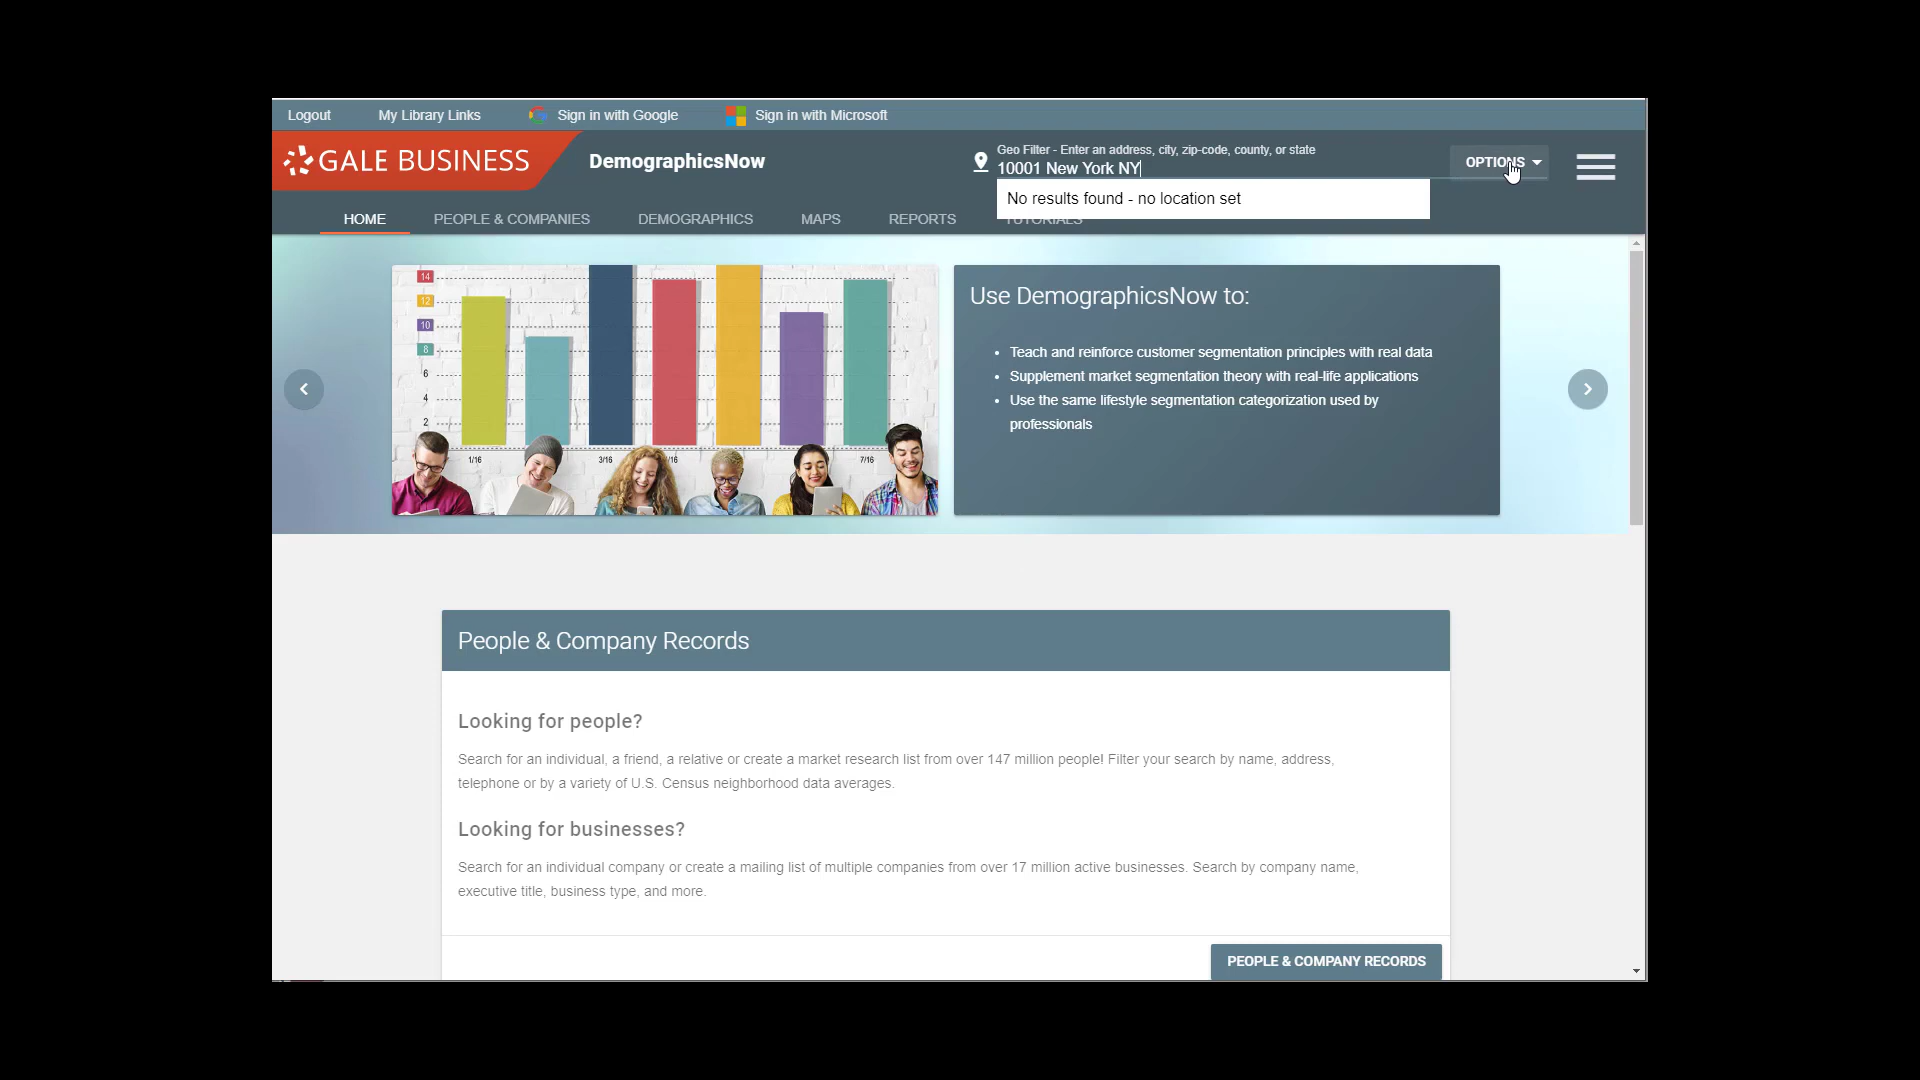 Logout
My Library Links
Sign in with Google
Sign in with Microsoft
GALE BUSINESS
DemographicsNow
Geo Filter - Enter an address, city, zip-code, county, or state
10001 New York NY
OPTIONS
No results found - no location set
HOME
PEOPLE & COMPANIES
DEMOGRAPHICS
MAPS
REPORTS
TUTORIALS
14
12
10
8
6
4
2
1/16
3/16
/16
7/16
Use DemographicsNow to:
• Teach and reinforce customer segmentation principles with real data
• Supplement market segmentation theory with real-life applications
• Use the same lifestyle segmentation categorization used by
professionals
People & Company Records
Looking for people?
Search for an individual, a friend, a relative or create a market research list from over 147 million people! Filter your search by name, address,
telephone or by a variety of U.S. Census neighborhood data averages.
Looking for businesses?
Search for an individual company or create a mailing list of multiple companies from over 17 million active businesses. Search by company name,
executive title, business type, and more.
PEOPLE & COMPANY RECORDS